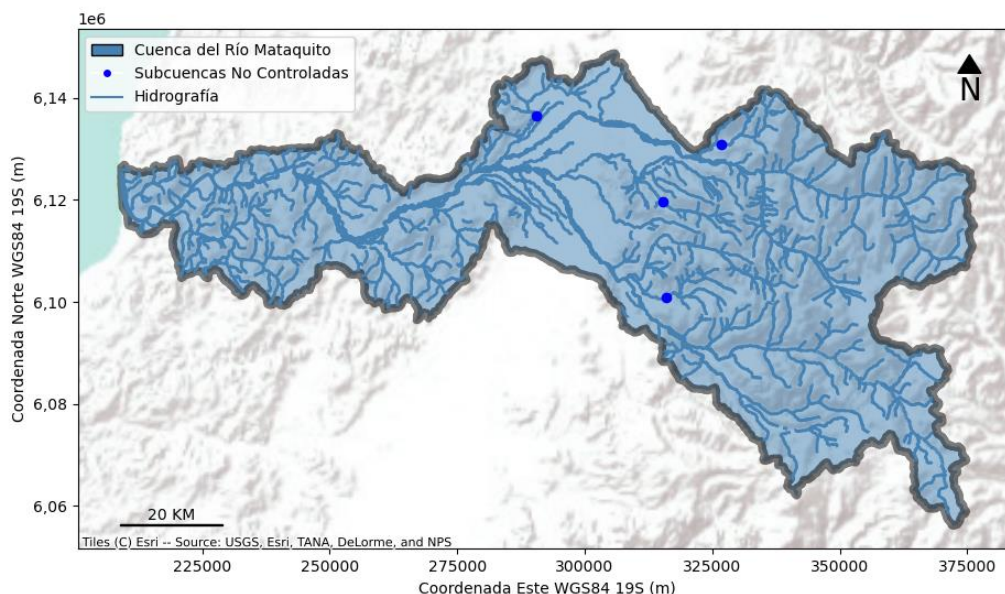 1e6
Cuenca del Río Mataquito
Subcuencas No Controladas
Hidrografía
N
6,14
6,12
6,10
6,08
6,06
Coordenada Norte WGS84 19S (m)
20 KM
Tiles (C) Esri -- Source: USGS, Esri, TANA, DeLorme, and NPS
225000 250000 275000 300000 325000 350000 375000
Coordenada Este WGS84 19S (m)